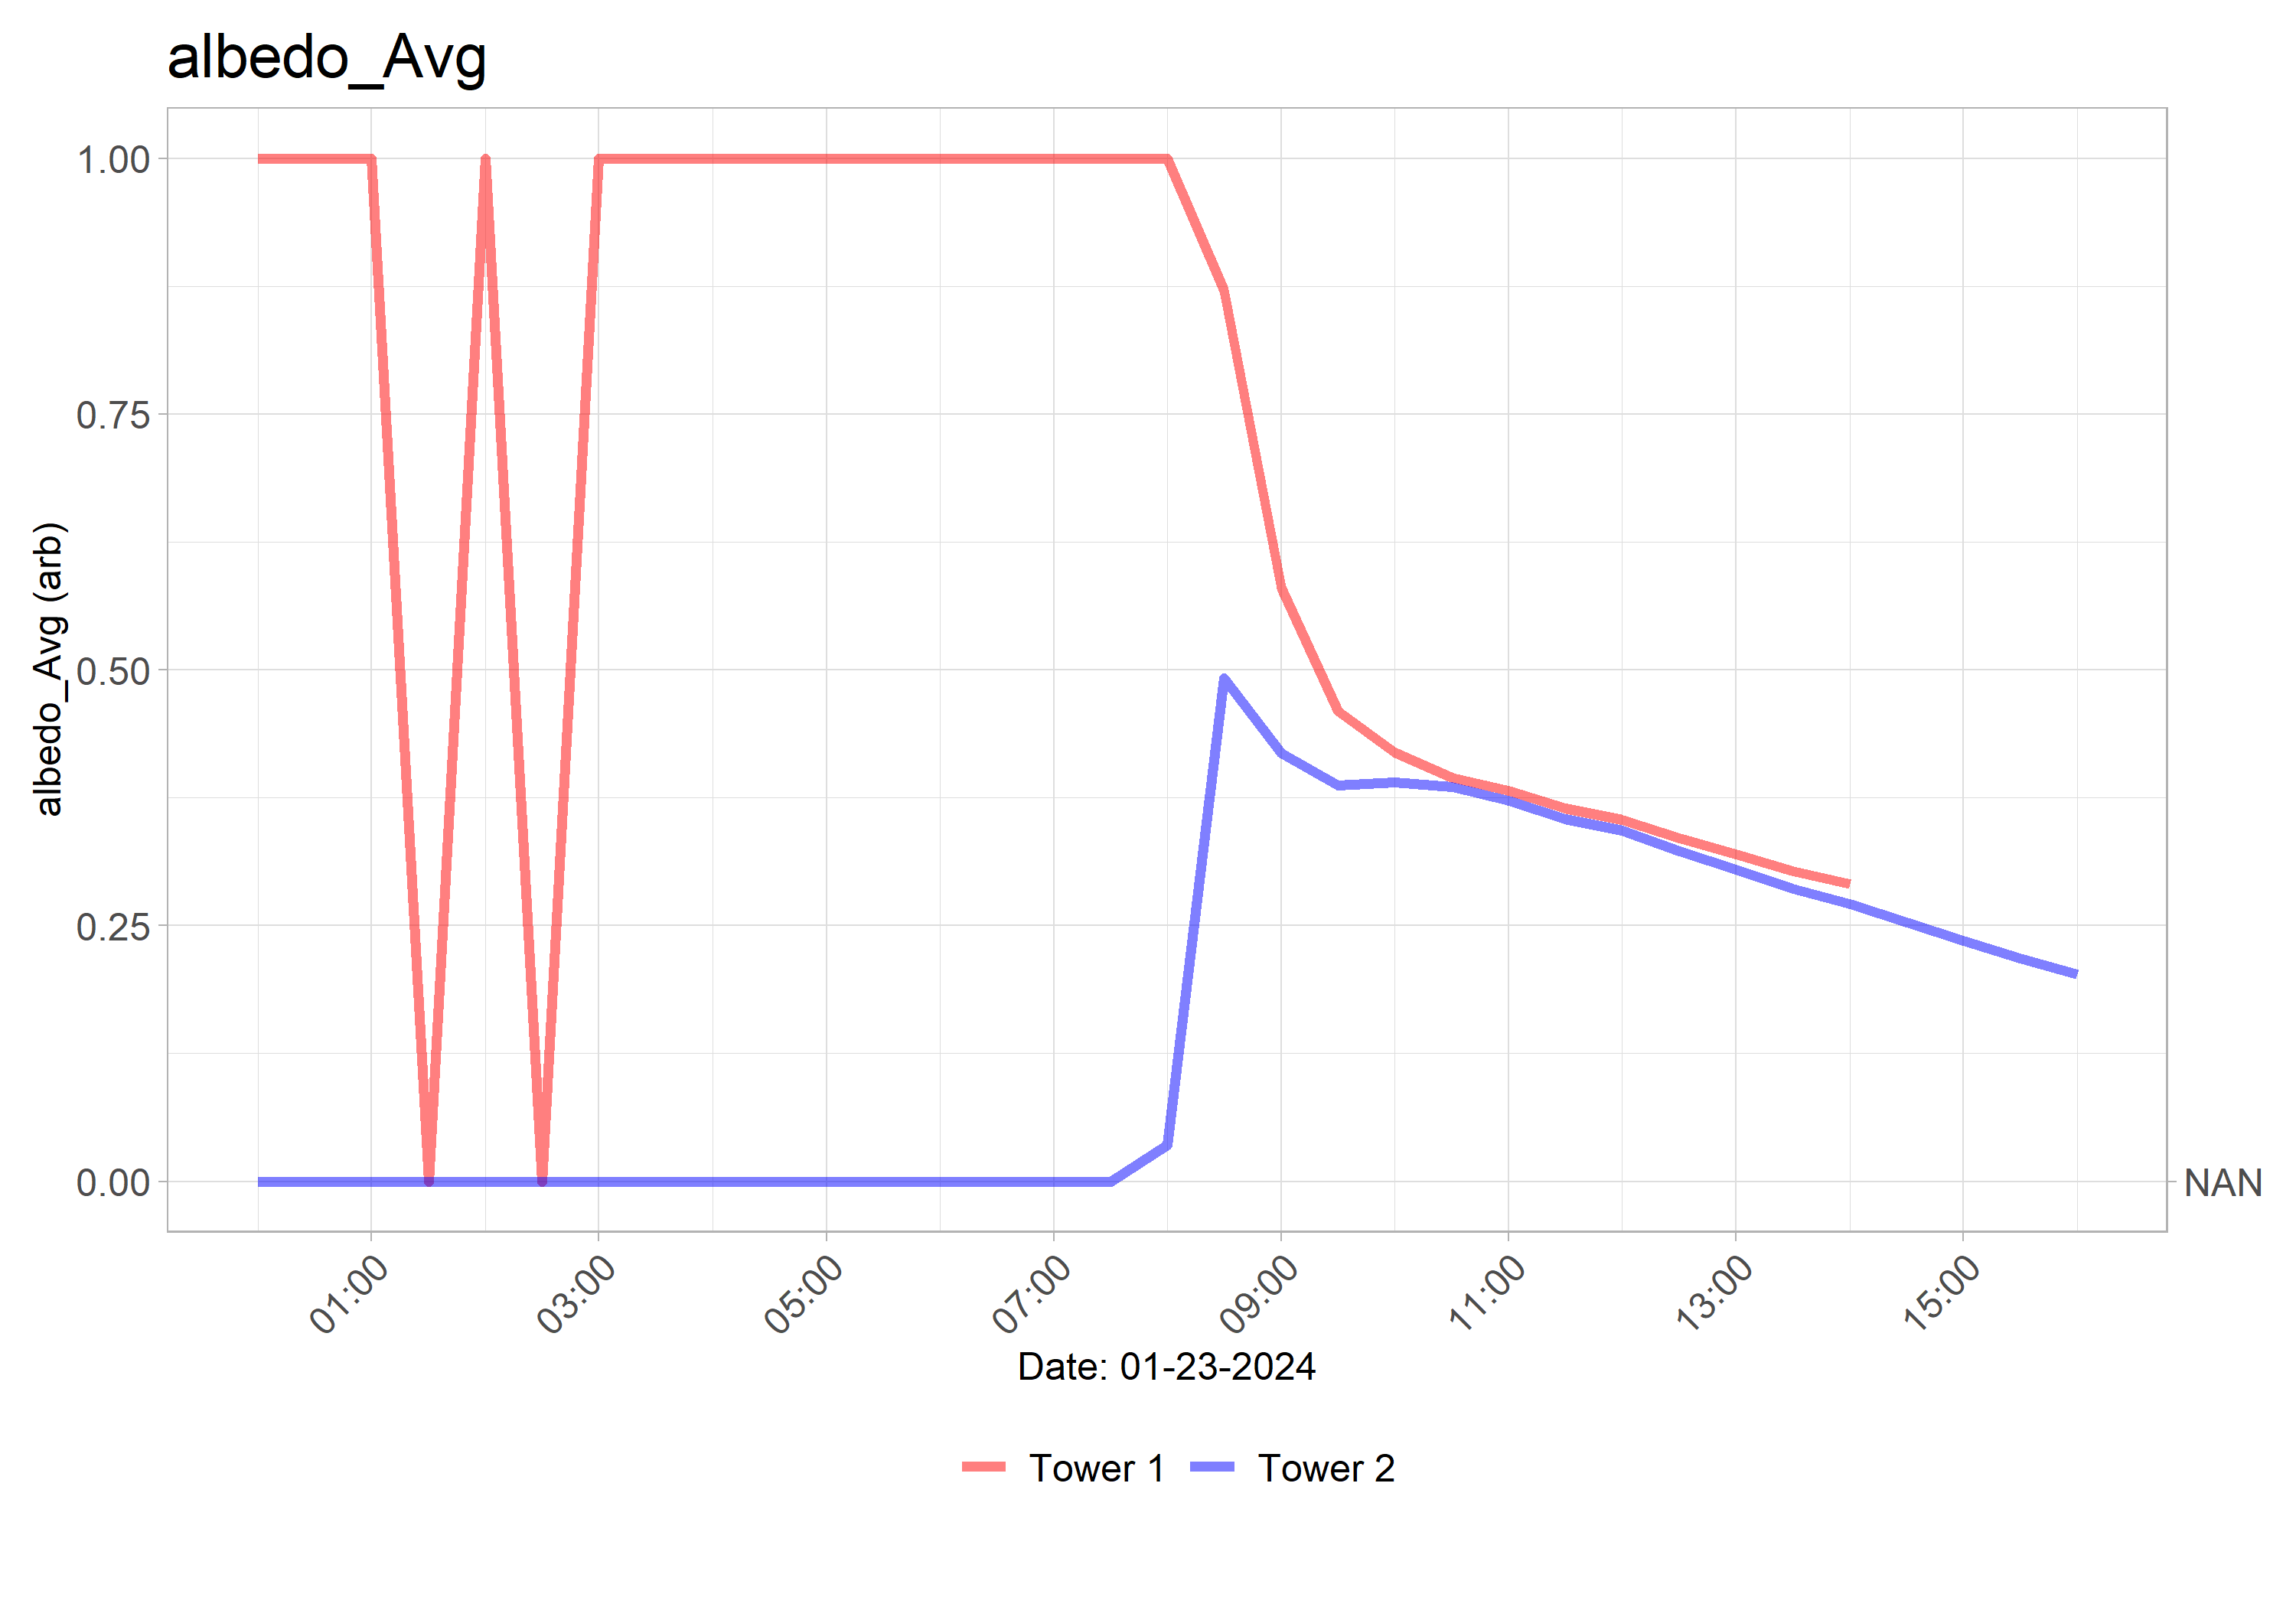 albedo_Avg
albedo_Avg (arb)
1.00
0.75
0.50
0.25
0.00
NAN
01:00
03:00
05:00
07:00
09:00
11:00
13:00
15:00
Date: 01-23-2024
Tower 1
Tower 2